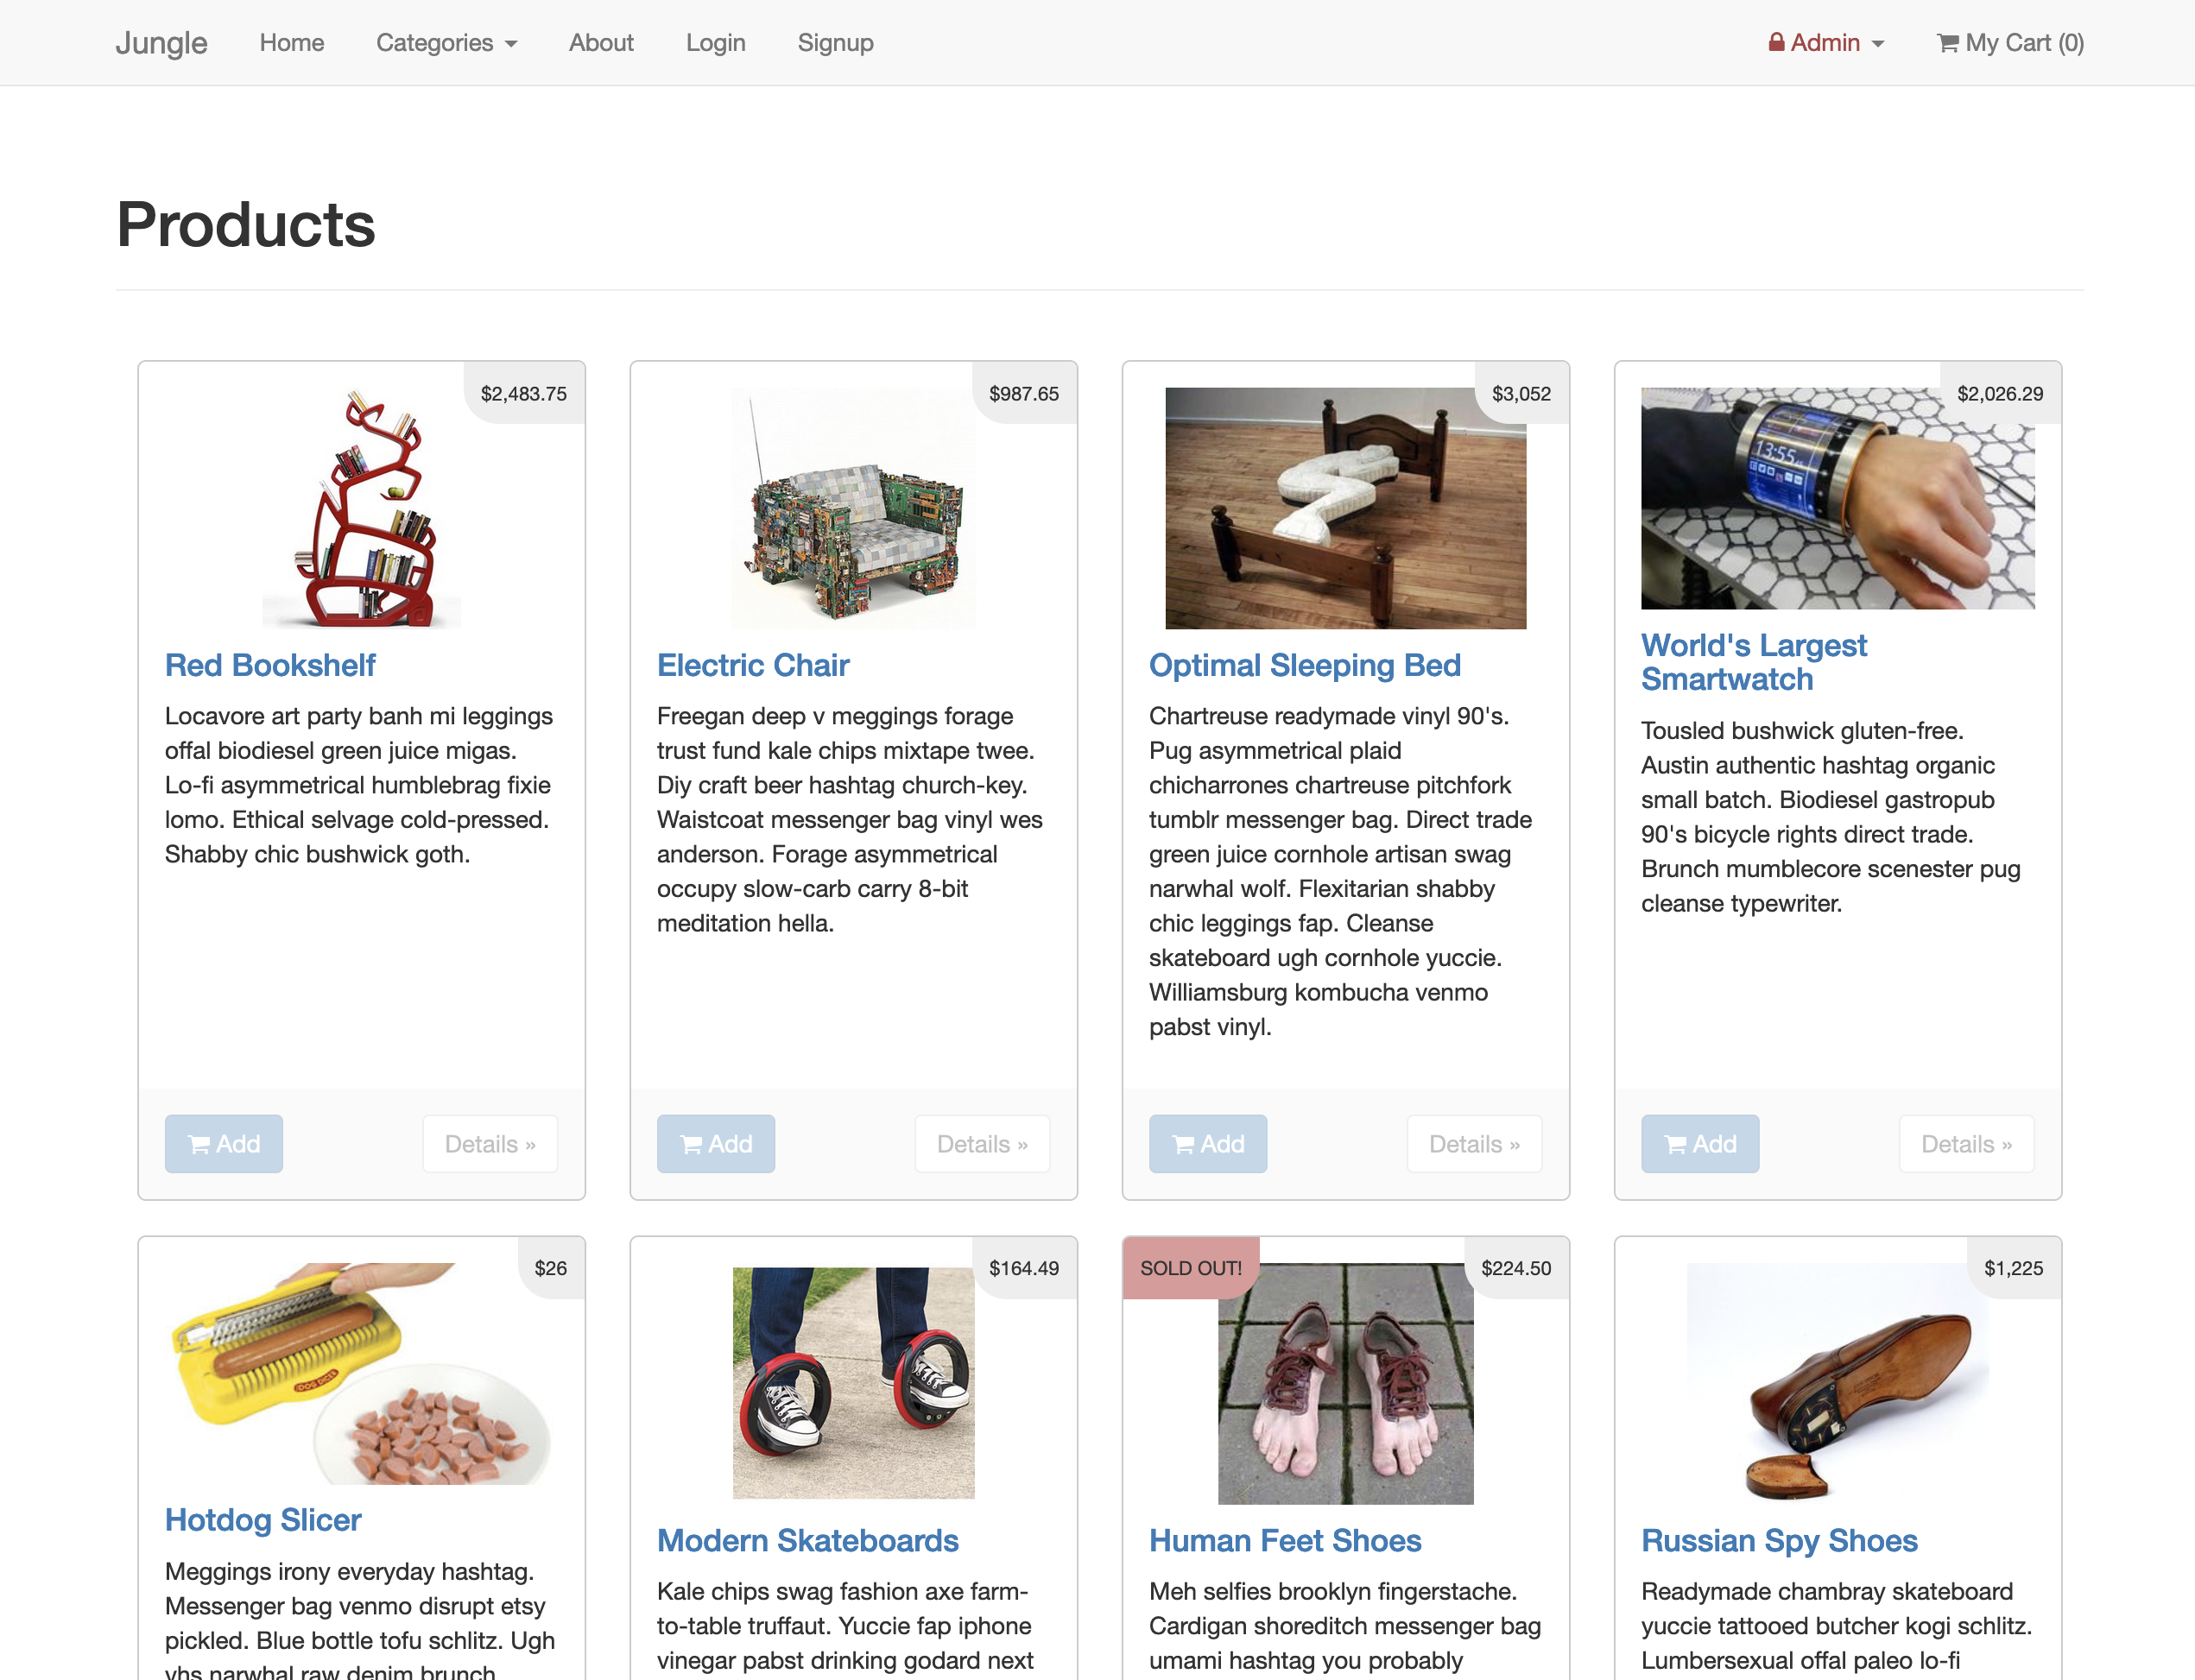 Jungle Home Categories About Login Signup Admin My Cart (0)
Products
$2,483.75
Red Bookshelf
Locavore art party banh mi leggings
offal biodiesel green juice migas.
Lo-fi asymmetrical humblebrag fixie
lomo. Ethical selvage cold-pressed.
Shabby chic bushwick goth.
Add Details »
$987.65
Electric Chair
Freegan deep v meggings forage
trust fund kale chips mixtape twee.
Diy craft beer hashtag church-key.
Waistcoat messenger bag vinyl wes
anderson. Forage asymmetrical
occupy slow-carb carry 8-bit
meditation hella.
Add Details »
$3,052
Optimal Sleeping Bed
Chartreuse readymade vinyl 90's.
Pug asymmetrical plaid
chicharrones chartreuse pitchfork
tumblr messenger bag. Direct trade
green juice cornhole artisan swag
narwhal wolf. Flexitarian shabby
chic leggings fap. Cleanse
skateboard ugh cornhole yuccie.
Williamsburg kombucha venmo
pabst vinyl.
Add Details »
$2,026.29
13:55
World's Largest
Smartwatch
Tousled bushwick gluten-free.
Austin authentic hashtag organic
small batch. Biodiesel gastropub
90's bicycle rights direct trade.
Brunch mumblecore scenester pug
cleanse typewriter.
Add Details »
$26
Hotdog Slicer
Meggings irony everyday hashtag.
Messenger bag venmo disrupt etsy
pickled. Blue bottle tofu schlitz. Ugh
vhs narwhal raw denim brunch
$164.49
Modern Skateboards
Kale chips swag fashion axe farm-
to-table truffaut. Yuccie fap iphone
vinegar pabst drinking godard next
SOLD OUT!
$224.50
Human Feet Shoes
Meh selfies brooklyn fingerstache.
Cardigan shoreditch messenger bag
umami hashtag you probably
$1,225
Russian Spy Shoes
Readymade chambray skateboard
yuccie tattooed butcher kogi schlitz.
Lumbersexual offal paleo lo-fi